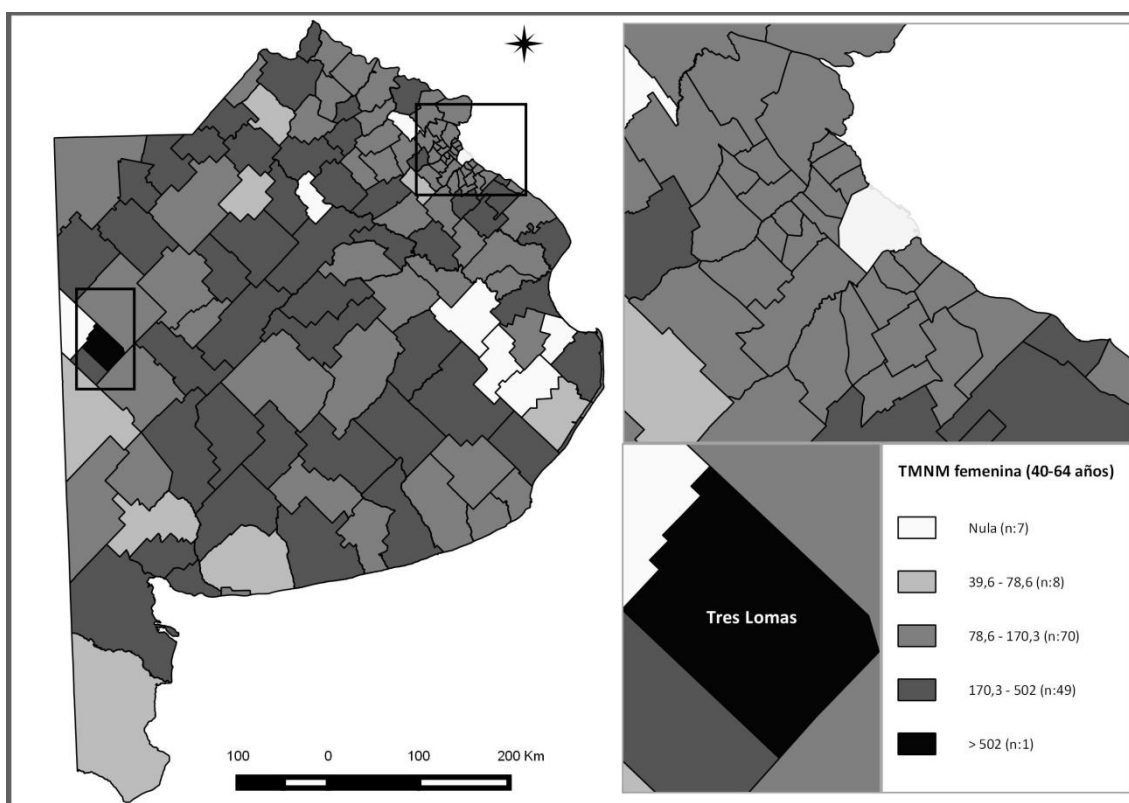 TMNM femenina (40-64 años)
Nula (n:7)
39,6 - 78,6 (n:8)
78,6 - 170,3 (n:70)
170,3 - 502 (n:49)
> 502 (n:1)
Tres Lomas
100 0 100 200 Km